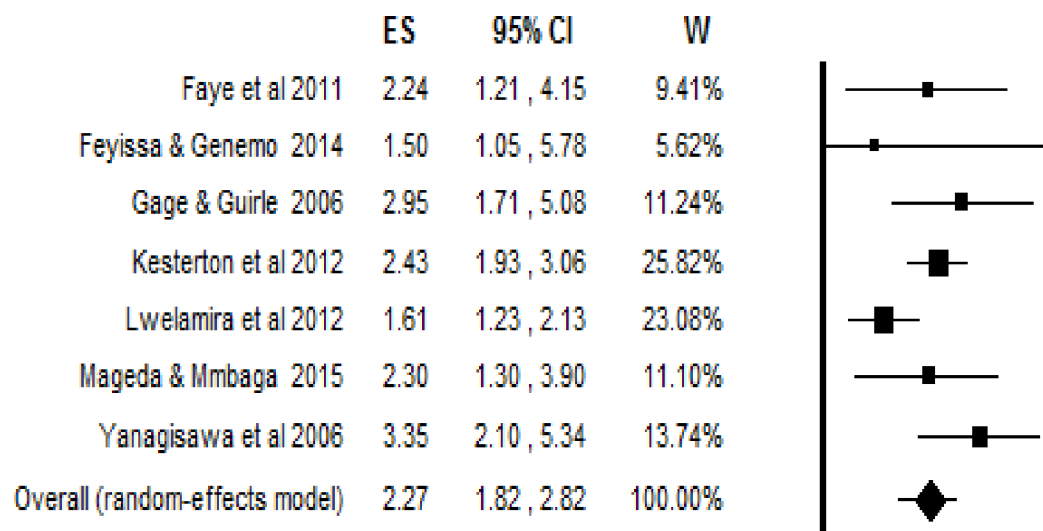 ES 95% CI W
Faye et al 2011 2.24 1.21 , 4.15 9.41%
Feyissa & Genemo 2014 1.50 1.05 , 5.78 5.62%
Gage & Guirle 2006 2.95 1.71 , 5.08 11.24%
Kesterton et al 2012 2.43 1.93 , 3.06 25.82%
Lwelamira et al 2012 1.61 1.23 , 2.13 23.08%
Mageda & Mmbaga 2015 2.30 1.30 , 3.90 11.10%
Yanagisawa et al 2006 3.35 2.10 , 5.34 13.74%
Overall (random-effects model) 2.27 1.82 , 2.82 100.00%